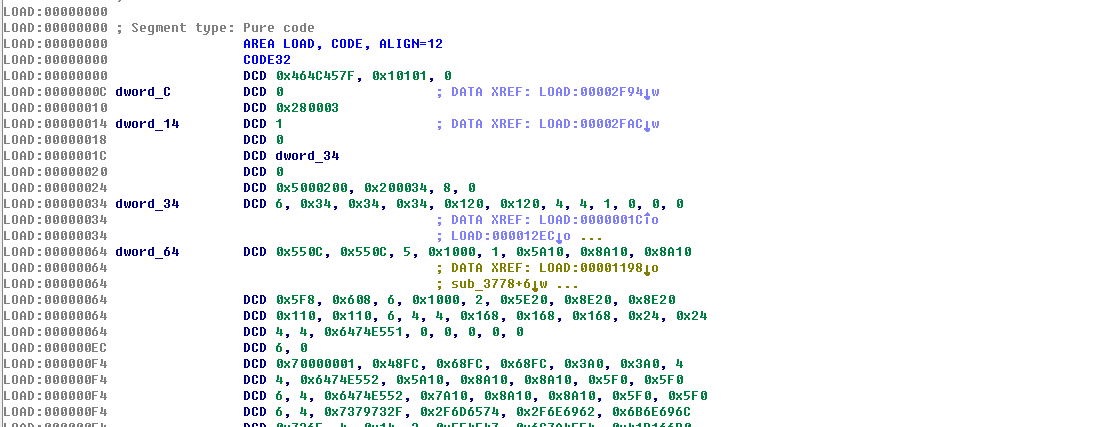 LOAD:00000000
LOAD:00000000 ; Segment type: Pure code
LOAD:00000000 AREA LOAD, CODE, ALIGN=12
LOAD:00000000 CODE32
LOAD:00000000 DCD 0x464C457F, 0x10101, 0
LOAD:0000000C dword_C DCD 0 ; DATA XREF: LOAD:00002F94↓w
LOAD:00000010 DCD 0x280003
LOAD:00000014 dword_14 DCD 1 ; DATA XREF: LOAD:00002FAC↓w
LOAD:00000018 DCD 0
LOAD:0000001C DCD dword_34
LOAD:00000020 DCD 0
LOAD:00000024 DCD 0x5000200, 0x200034, 8, 0
LOAD:00000034 dword_34 DCD 6, 0x34, 0x34, 0x34, 0x120, 0x120, 4, 4, 1, 0, 0, 0
LOAD:00000034 ; DATA XREF: LOAD:0000001C↑o
LOAD:00000034 ; LOAD:000012EC↓o ...
LOAD:00000064 dword_64 DCD 0x550C, 0x550C, 5, 0x1000, 1, 0x5A10, 0x8A10, 0x8A10
LOAD:00000064 ; DATA XREF: LOAD:00001198↓o
LOAD:00000064 ; sub_3778+6↓w ...
LOAD:00000064 DCD 0x5F8, 0x608, 6, 0x1000, 2, 0x5E20, 0x8E20, 0x8E20
LOAD:00000064 DCD 0x110, 0x110, 6, 4, 4, 0x168, 0x168, 0x168, 0x24, 0x24
LOAD:00000064 DCD 4, 4, 0x6474E551, 0, 0, 0, 0, 0
LOAD:000000EC DCD 6, 0
LOAD:000000F4 DCD 0x70000001, 0x48FC, 0x68FC, 0x68FC, 0x3A0, 0x3A0, 4
LOAD:000000F4 DCD 4, 0x6474E552, 0x5A10, 0x8A10, 0x8A10, 0x5F0, 0x5F0
LOAD:000000F4 DCD 6, 4, 0x6474E552, 0x7A10, 0x8A10, 0x8A10, 0x5F0, 0x5F0
LOAD:000000F4 DCD 6, 4, 0x7379732F, 0x2F6D6574, 0x2F6E6962, 0x6B6E696C